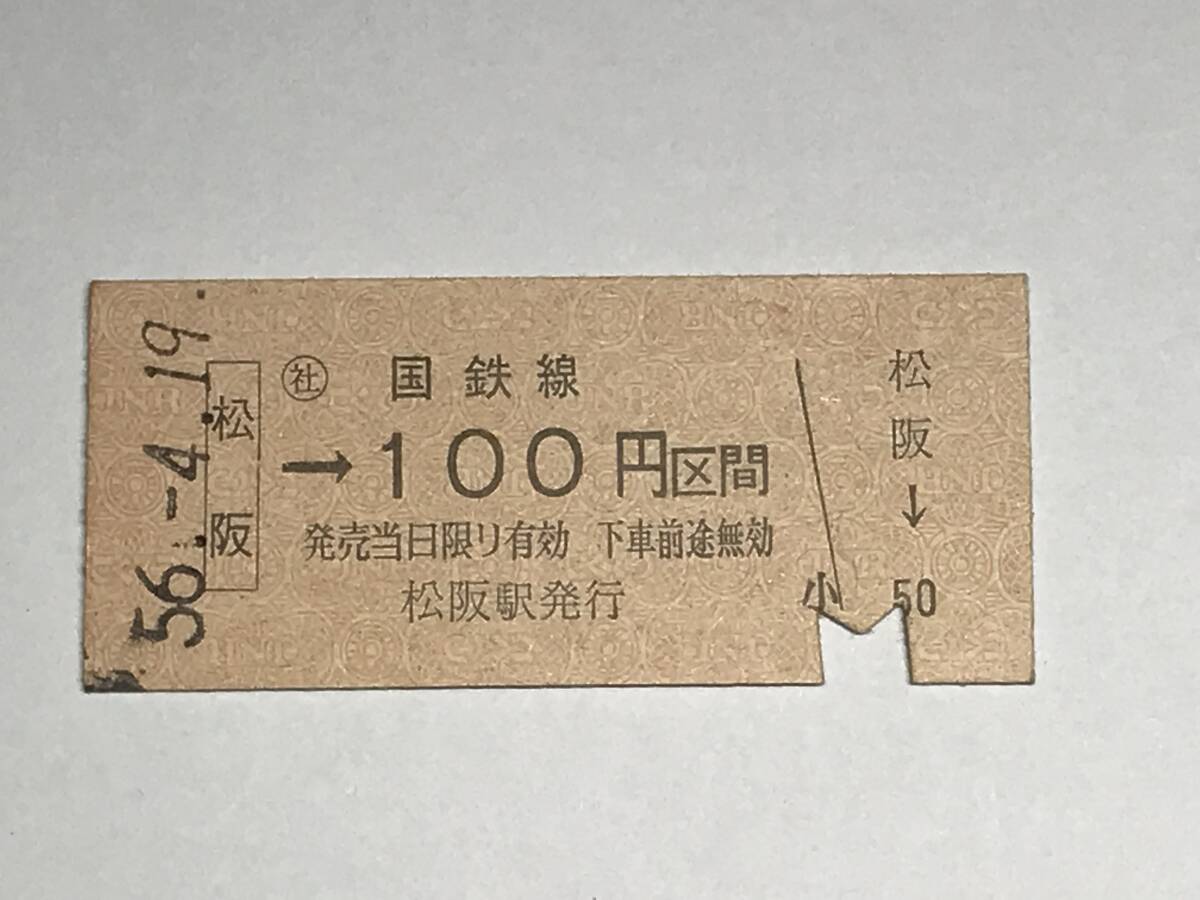 56.-4.19.
松阪
㊓ 国鉄線
→100円区間
発売当日限り有効 下車前途無効
松阪駅発行
松阪→
小 50